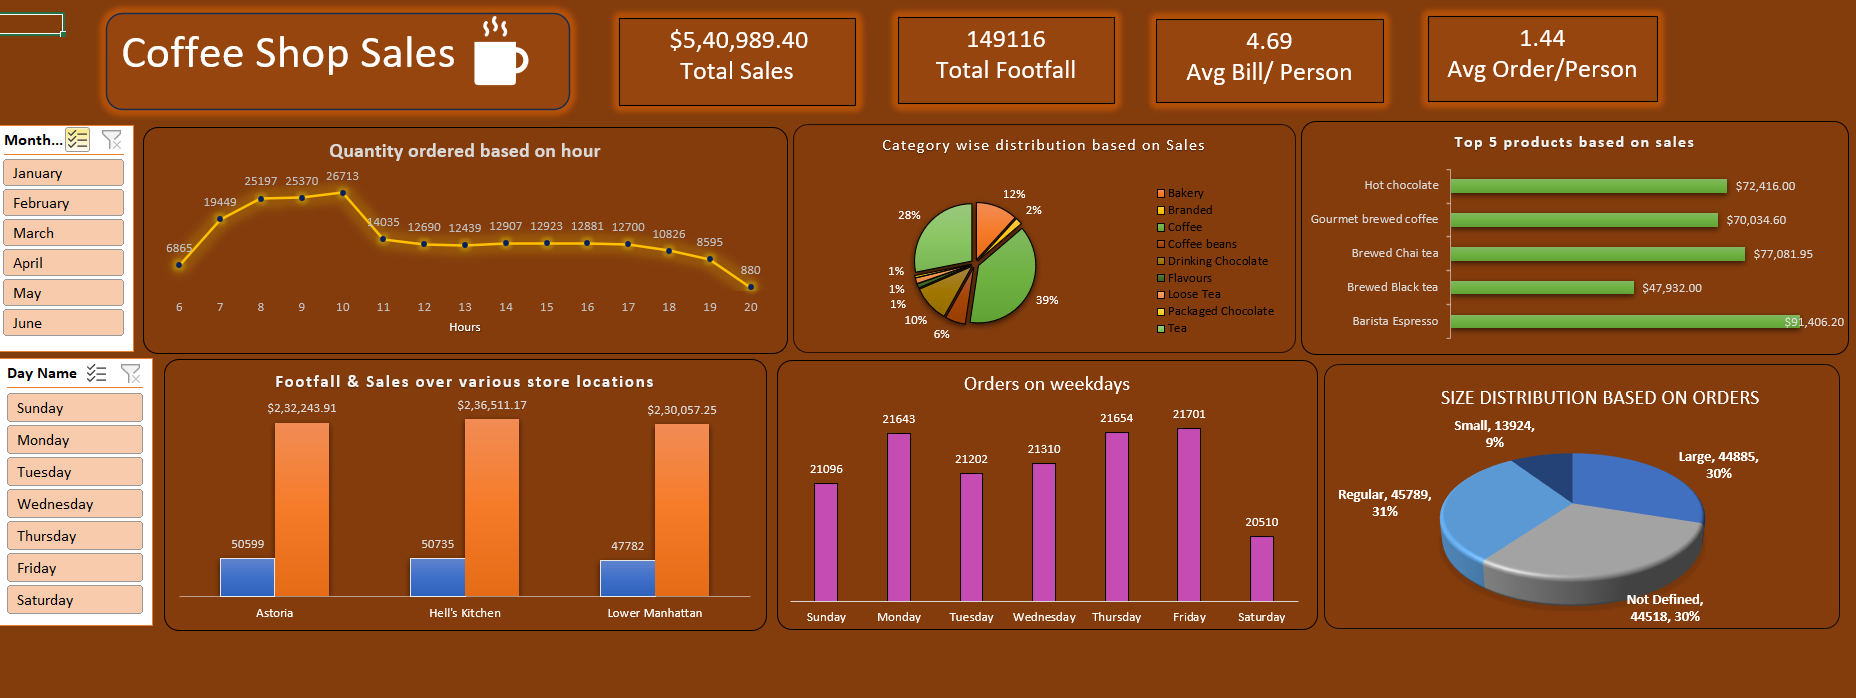 Coffee Shop Sales
$5,40,989.40
Total Sales
149116
Total Footfall
4.69
Avg Bill/ Person
1.44
Avg Order/Person
Month...
January
February
March
April
May
June
Quantity ordered based on hour
6865
19449
25197
25370
26713
14035
12690
12439
12907
12923
12881
12700
10826
8595
880
6 7 8 9 10 11 12 13 14 15 16 17 18 19 20
Hours
Category wise distribution based on Sales
12%
2%
39%
6%
10%
1%
1%
1%
28%
Bakery
Branded
Coffee
Coffee beans
Drinking Chocolate
Flavours
Loose Tea
Packaged Chocolate
Tea
Top 5 products based on sales
Hot chocolate $72,416.00
Gourmet brewed coffee $70,034.60
Brewed Chai tea $77,081.95
Brewed Black tea $47,932.00
Barista Espresso $91,406.20
Day Name
Sunday
Monday
Tuesday
Wednesday
Thursday
Friday
Saturday
Footfall & Sales over various store locations
$2,32,243.91
$2,36,511.17
$2,30,057.25
50599
50735
47782
Astoria Hell's Kitchen Lower Manhattan
Orders on weekdays
21096
21643
21202
21310
21654
21701
20510
Sunday Monday Tuesday Wednesday Thursday Friday Saturday
SIZE DISTRIBUTION BASED ON ORDERS
Small, 13924,
9%
Large, 44885,
30%
Regular, 45789,
31%
Not Defined,
44518, 30%